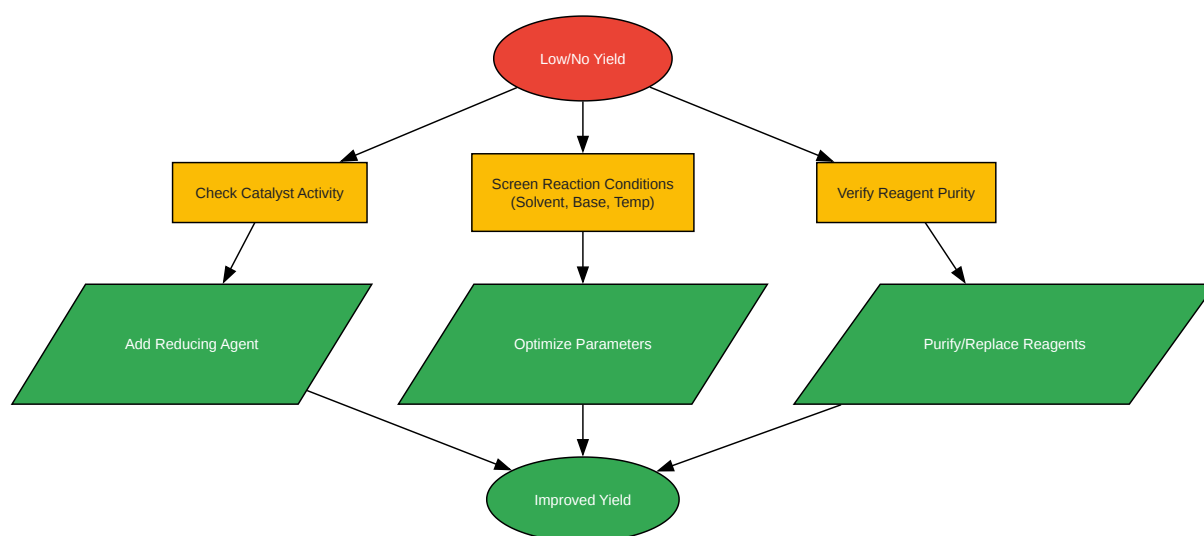 Low/No Yield
Check Catalyst Activity
Screen Reaction Conditions
(Solvent, Base, Temp)
Verify Reagent Purity
Add Reducing Agent
Optimize Parameters
Purify/Replace Reagents
Improved Yield